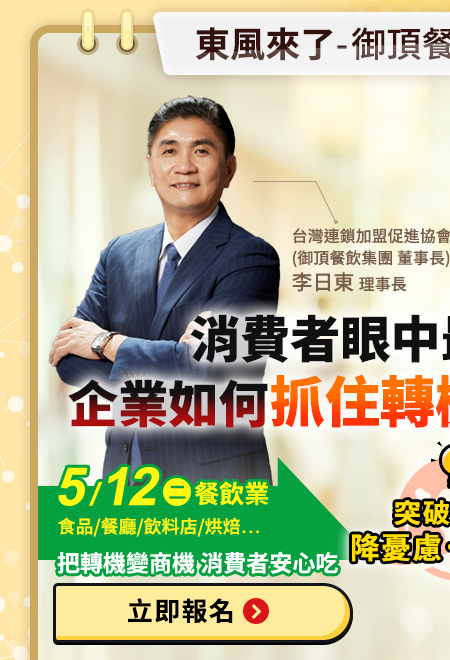 東風來了-御頂餐
台灣連鎖加盟促進協會
(御頂餐飲集團 董事長)
李日東 理事長
消費者眼中
企業如何抓住轉機
5/12㊁餐飲業
食品/餐廳/飲料店/烘焙...
突破
把轉機變商機,消費者安心吃
降憂慮·
立即報名